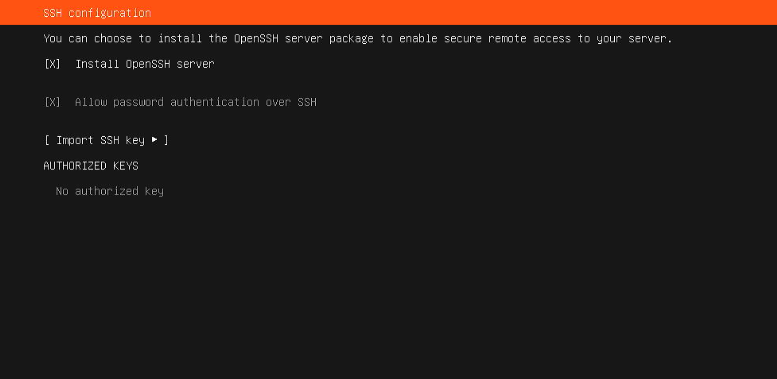 SSH configuration
You can choose to install the OpenSSH server package to enable secure remote access to your server.
[X]  Install OpenSSH server
[X]  Allow password authentication over SSH
[ Import SSH key ▸ ]
AUTHORIZED KEYS
No authorized key